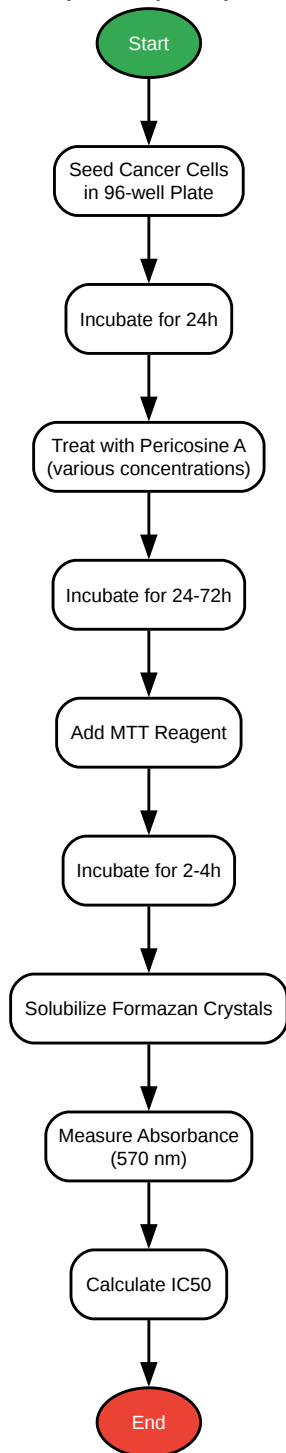 Start
Seed Cancer Cells
in 96-well Plate
Incubate for 24h
Treat with Pericosine A
(various concentrations)
Incubate for 24-72h
Add MTT Reagent
Incubate for 2-4h
Solubilize Formazan Crystals
Measure Absorbance
(570 nm)
Calculate IC50
End